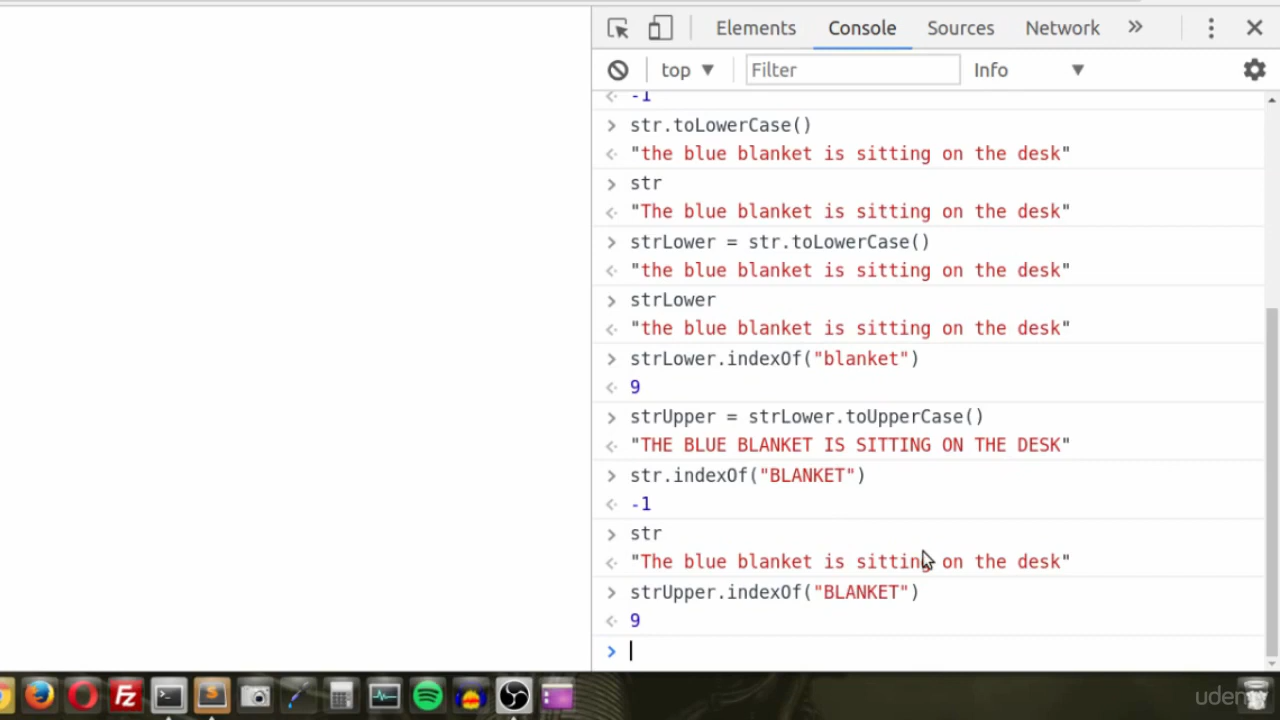 Elements Console Sources Network »
top ▼ Filter Info ▼
<· -1
> str.toLowerCase()
<· "the blue blanket is sitting on the desk"
> str
<· "The blue blanket is sitting on the desk"
> strLower = str.toLowerCase()
<· "the blue blanket is sitting on the desk"
> strLower
<· "the blue blanket is sitting on the desk"
> strLower.indexOf("blanket")
<· 9
> strUpper = strLower.toUpperCase()
<· "THE BLUE BLANKET IS SITTING ON THE DESK"
> str.indexOf("BLANKET")
<· -1
> str
<· "The blue blanket is sitting on the desk"
> strUpper.indexOf("BLANKET")
<· 9
>
Fz S
udemy